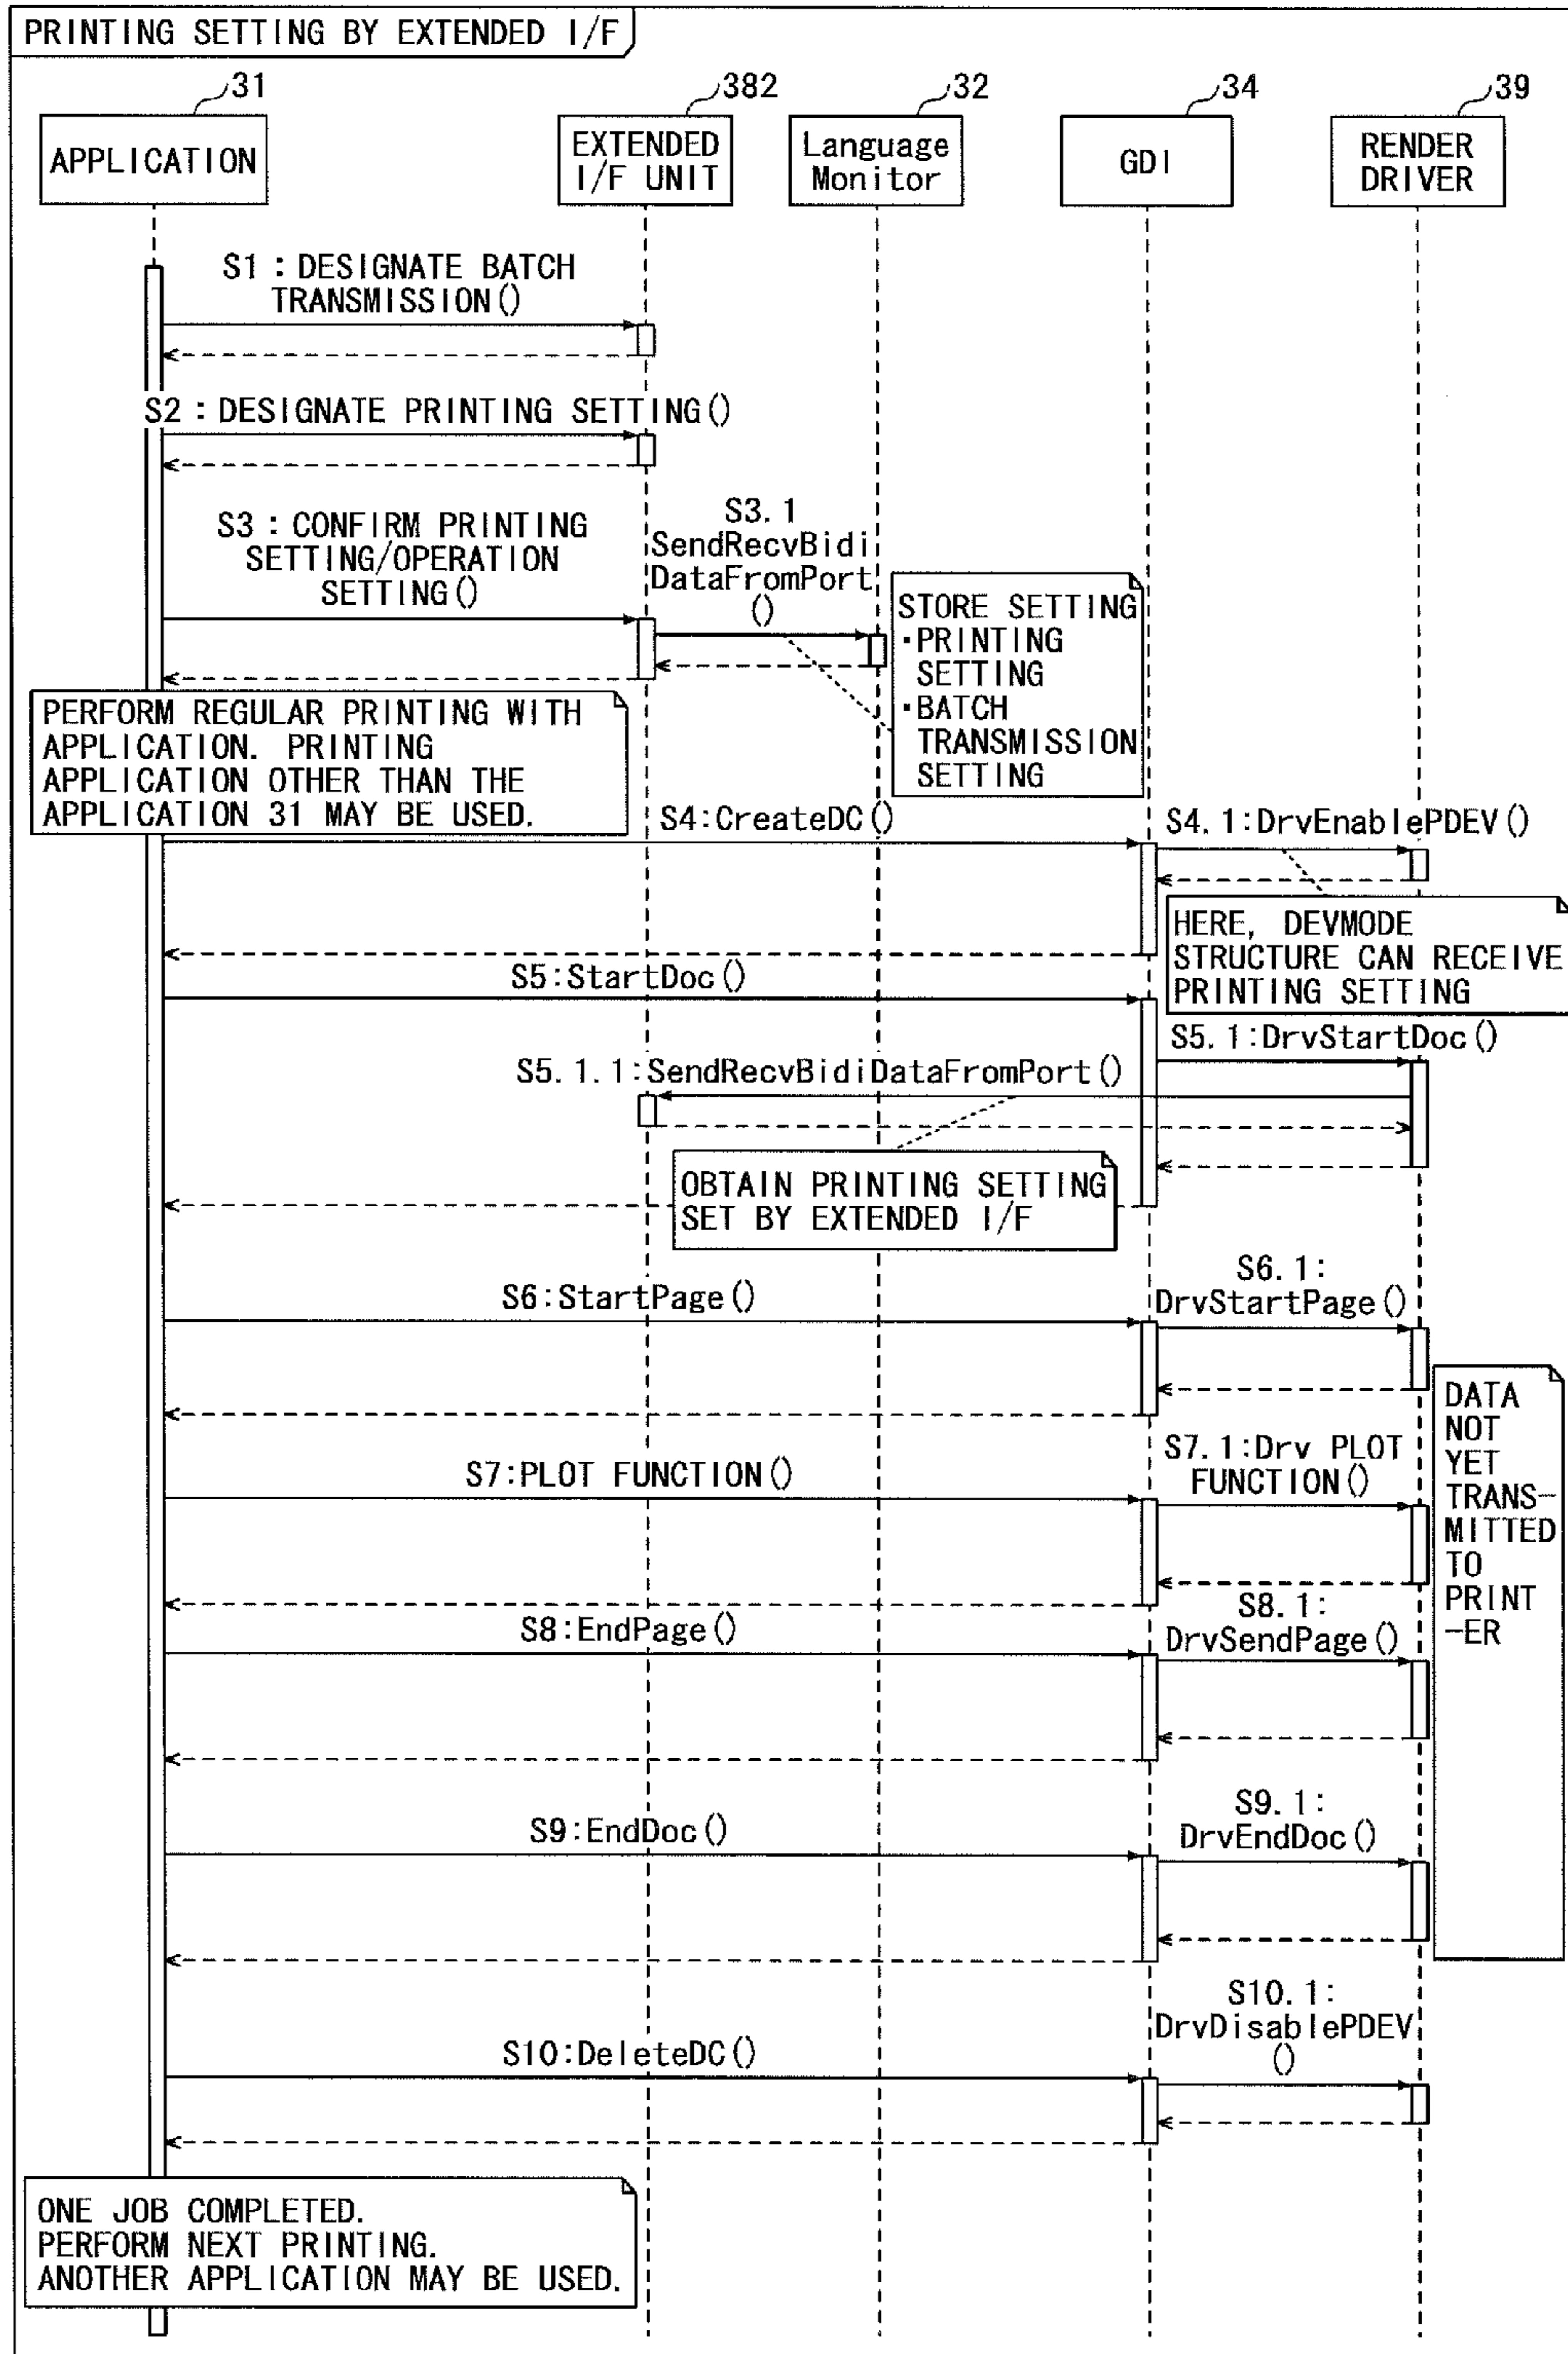 PRINTING SETTING BY EXTENDED I/F
31
382
32
34
39
APPLICATION
EXTENDED
I/F UNIT
Language
Monitor
GDI
RENDER
DRIVER
S1:DESIGNATE BATCH
TRANSMISSION()
S2:DESIGNATE PRINTING SETTING()
S3:CONFIRM PRINTING
SETTING/OPERATION
SETTING()
S3.1
SendRecvBidi
DataFromPort
()
STORE SETTING
・PRINTING
SETTING
・BATCH
TRANSMISSION
SETTING
PERFORM REGULAR PRINTING WITH
APPLICATION. PRINTING
APPLICATION OTHER THAN THE
APPLICATION 31 MAY BE USED.
S4:CreateDC()
S4.1:DrvEnablePDEV()
HERE, DEVMODE
STRUCTURE CAN RECEIVE
PRINTING SETTING
S5:StartDoc()
S5.1:DrvStartDoc()
S5.1.1:SendRecvBidiDataFromPort()
OBTAIN PRINTING SETTING
SET BY EXTENDED I/F
S6:StartPage()
S6.1:
DrvStartPage()
DATA
NOT
YET
TRANS-
MITTED
TO
PRINT
-ER
S7:PLOT FUNCTION()
S7.1:Drv PLOT
FUNCTION()
S8:EndPage()
S8.1:
DrvSendPage()
S9:EndDoc()
S9.1:
DrvEndDoc()
S10:DeleteDC()
S10.1:
DrvDisablePDEV
()
ONE JOB COMPLETED.
PERFORM NEXT PRINTING.
ANOTHER APPLICATION MAY BE USED.